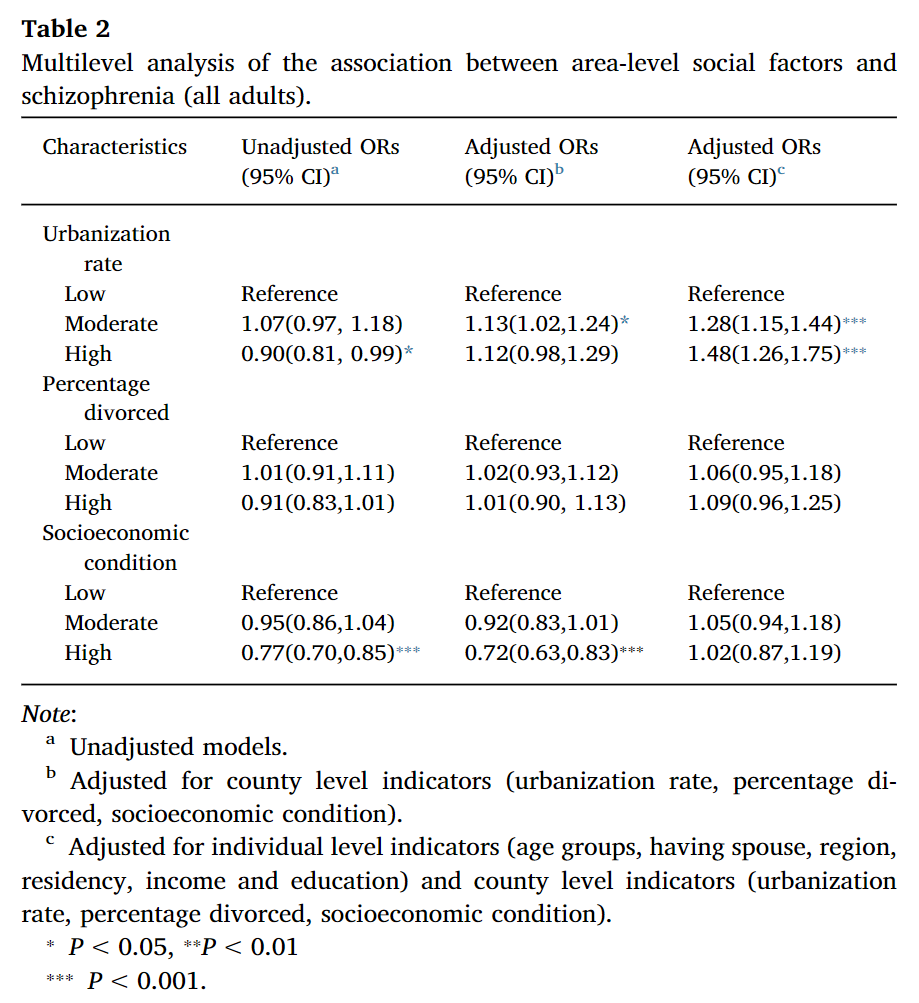 Table 2
Multilevel analysis of the association between area-level social factors and
schizophrenia (all adults).
Characteristics Unadjusted ORs Adjusted ORs Adjusted ORs
(95% CI)a (95% CI)b (95% CI)c
Urbanization
rate
Low Reference Reference Reference
Moderate 1.07(0.97, 1.18) 1.13(1.02,1.24)* 1.28(1.15,1.44)***
High 0.90(0.81, 0.99)* 1.12(0.98,1.29) 1.48(1.26,1.75)***
Percentage
divorced
Low Reference Reference Reference
Moderate 1.01(0.91,1.11) 1.02(0.93,1.12) 1.06(0.95,1.18)
High 0.91(0.83,1.01) 1.01(0.90, 1.13) 1.09(0.96,1.25)
Socioeconomic
condition
Low Reference Reference Reference
Moderate 0.95(0.86,1.04) 0.92(0.83,1.01) 1.05(0.94,1.18)
High 0.77(0.70,0.85)*** 0.72(0.63,0.83)*** 1.02(0.87,1.19)
Note:
a Unadjusted models.
b Adjusted for county level indicators (urbanization rate, percentage di-
vorced, socioeconomic condition).
c Adjusted for individual level indicators (age groups, having spouse, region,
residency, income and education) and county level indicators (urbanization
rate, percentage divorced, socioeconomic condition).
* P < 0.05, **P < 0.01
*** P < 0.001.